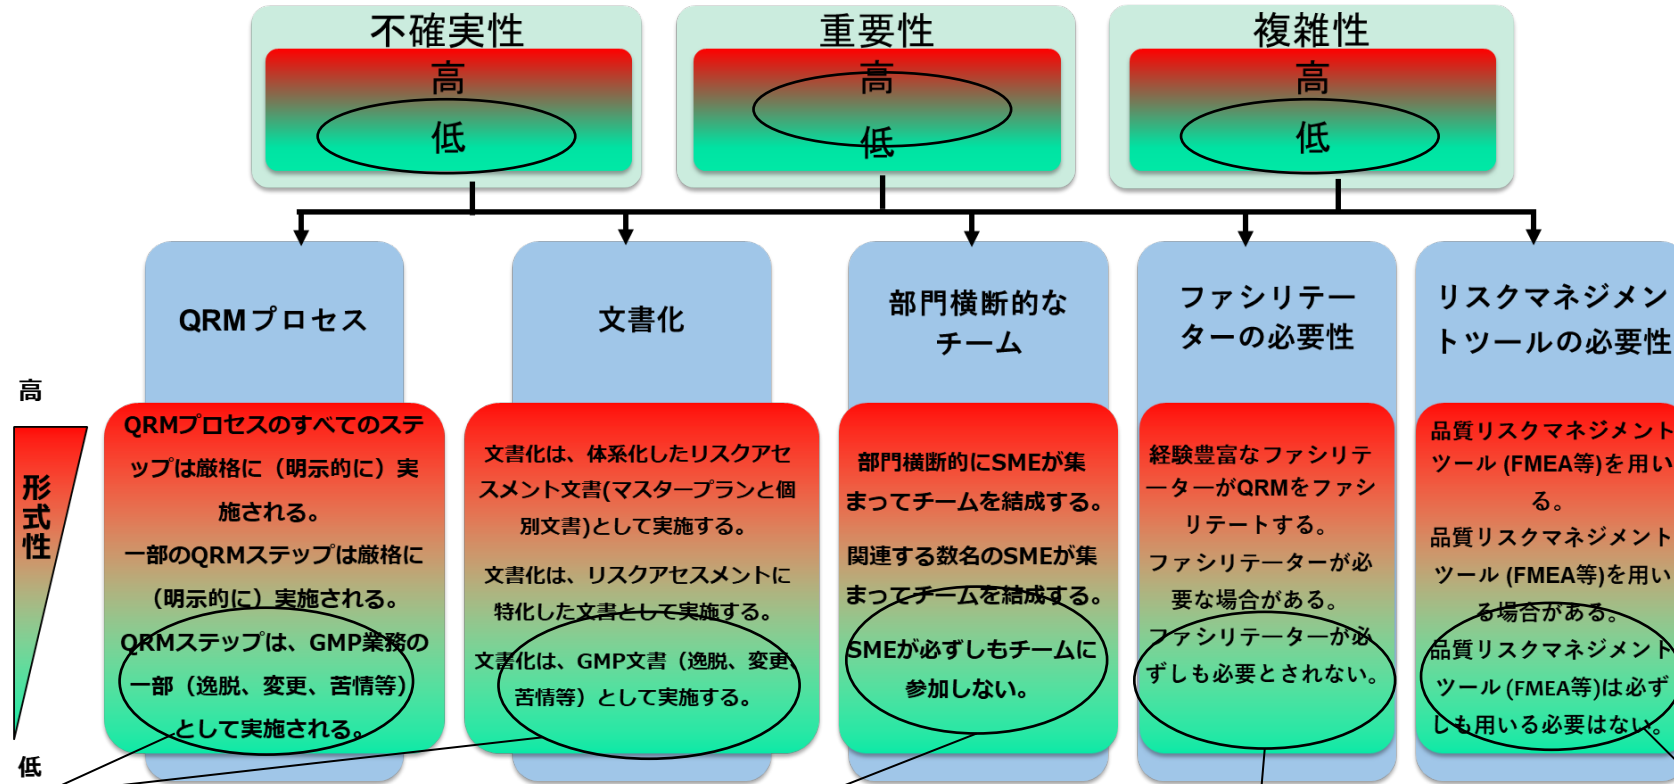 不確実性
高
低
重要性
高
低
複雑性
高
低
QRMプロセス
文書化
部門横断的な
チーム
ファシリテー
ターの必要性
リスクマネジメン
トツールの必要性
高
形式性
低
QRMプロセスのすべてのステ
ップは厳格に（明示的に）実
施される。
一部のQRMステップは厳格に
（明示的に）実施される。
QRMステップは、GMP業務の
一部（逸脱、変更、苦情等）
として実施される。
文書化は、体系化したリスクアセ
スメント文書(マスタープランと個
別文書)として実施する。
文書化は、リスクアセスメントに
特化した文書として実施する。
文書化は、GMP文書（逸脱、変更、
苦情等）として実施する。
部門横断的にSMEが集
まってチームを結成する。
関連する数名のSMEが集
まってチームを結成する。
SMEが必ずしもチームに
参加しない。
経験豊富なファシリテ
ーターがQRMをファシ
リテートする。
ファシリテーターが必
要な場合がある。
ファシリテーターが必
ずしも必要とされない。
品質リスクマネジメント
ツール (FMEA等)を用い
る。
品質リスクマネジメント
ツール (FMEA等)を用い
る場合がある。
品質リスクマネジメント
ツール (FMEA等)は必ず
しも用いる必要はない。